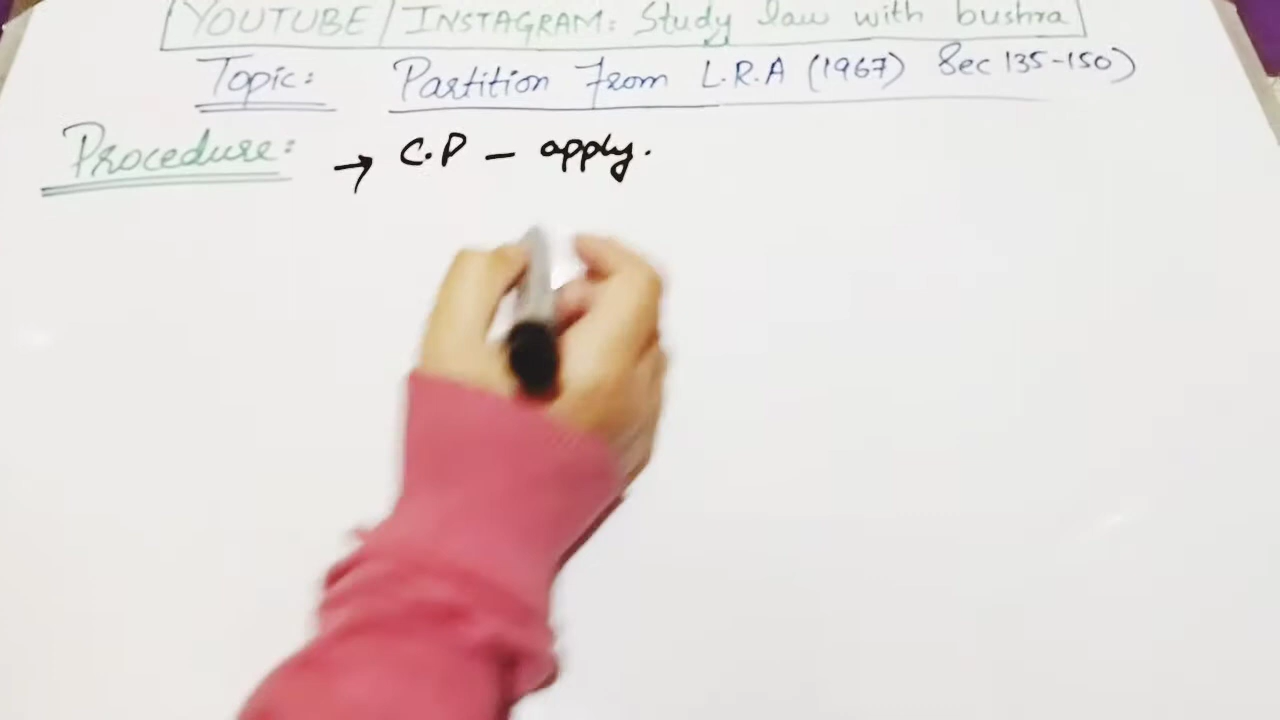 YOUTUBE/INSTAGRAM: Study law with bushra
Topic: Partition From L.R.A (1967) Sec 135-150)
Procedure: → C.P - apply.